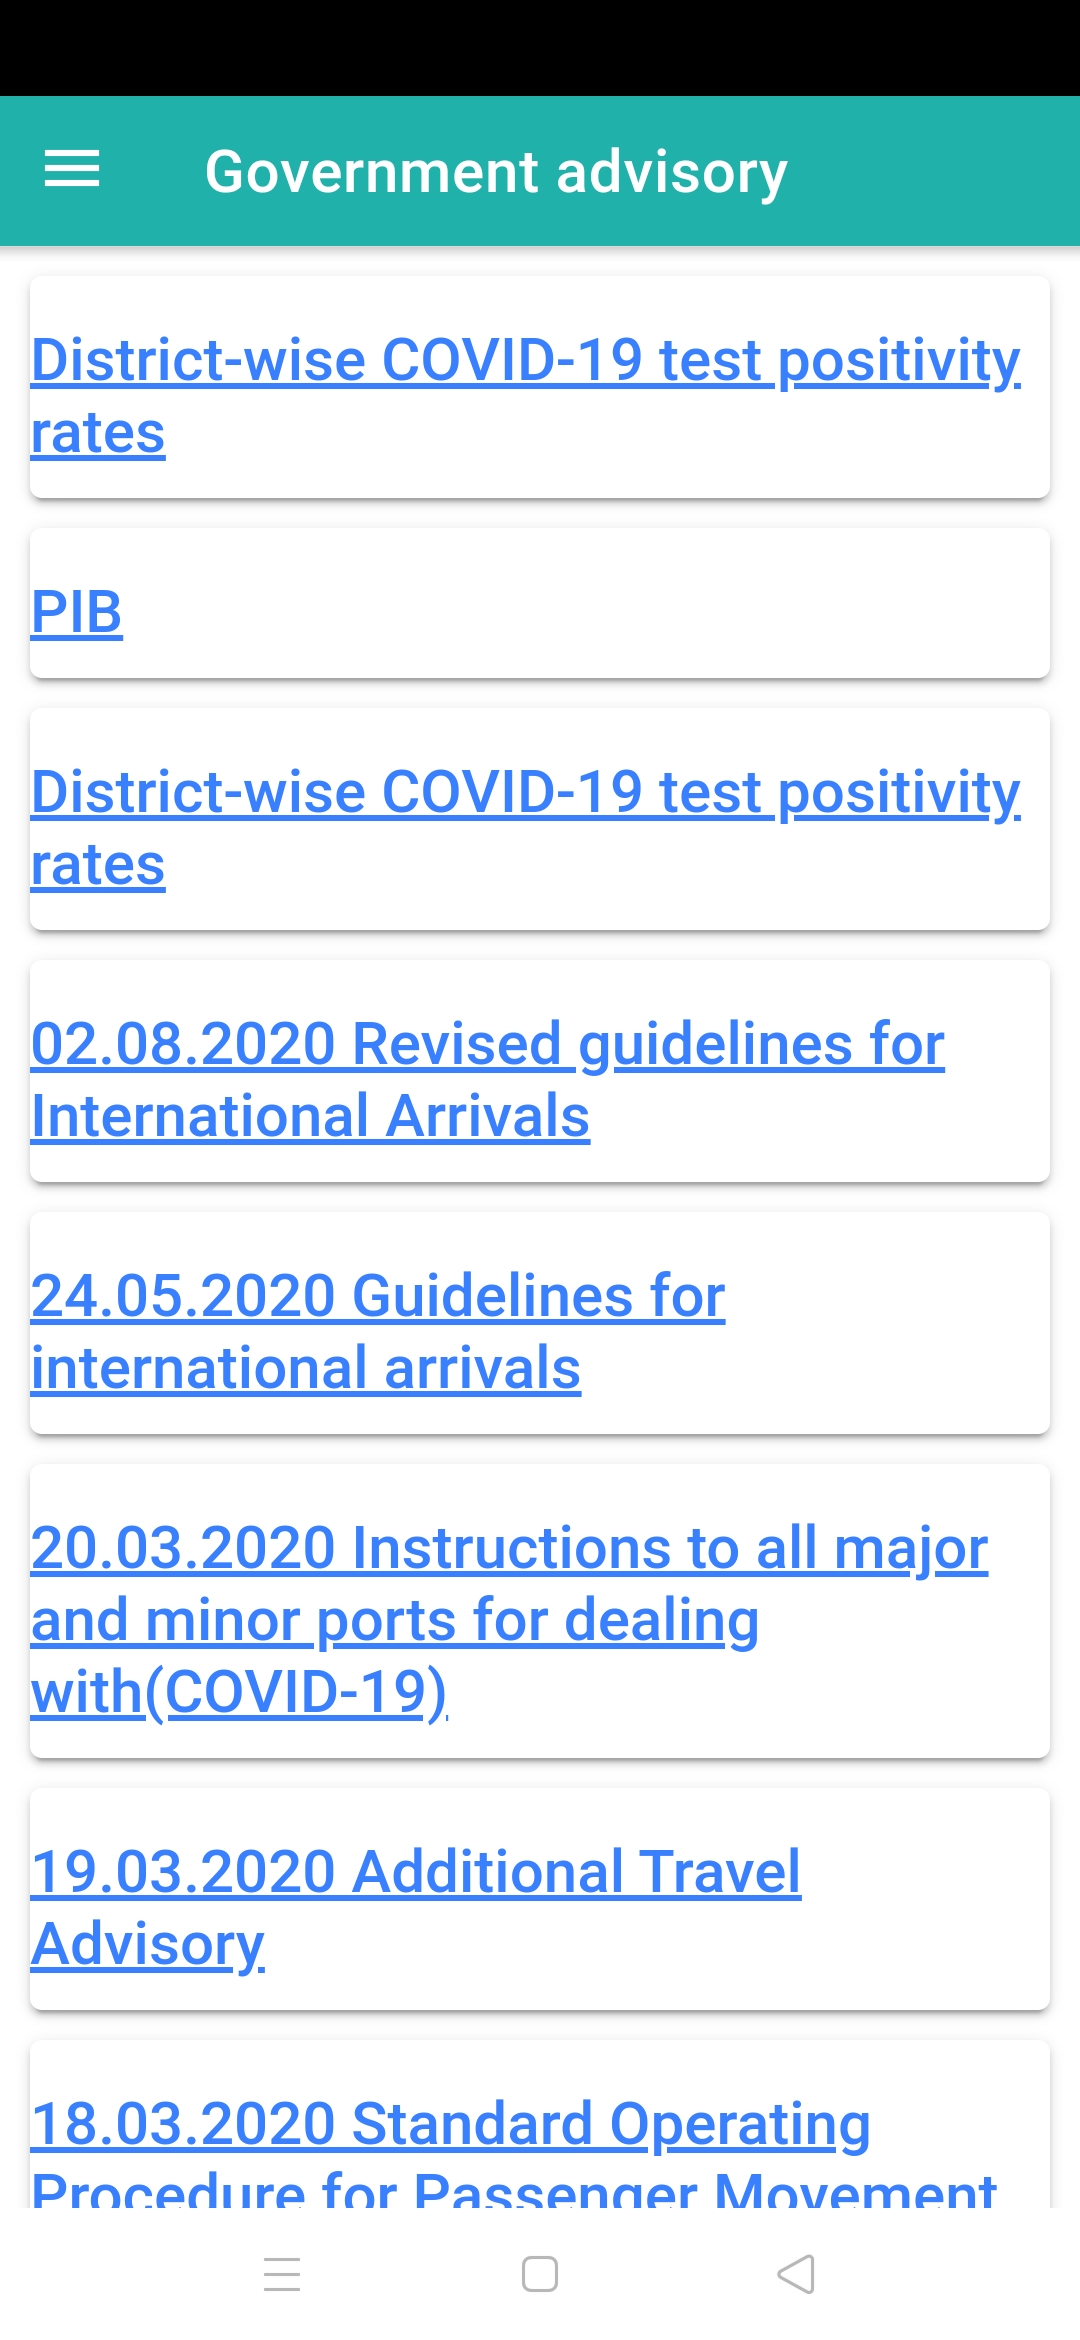 Government advisory
District-wise COVID-19 test positivity
rates
PIB
District-wise COVID-19 test positivity
rates
02.08.2020 Revised guidelines for
International Arrivals
24.05.2020 Guidelines for
international arrivals
20.03.2020 Instructions to all major
and minor ports for dealing
with(COVID-19)
19.03.2020 Additional Travel
Advisory
18.03.2020 Standard Operating
Procedure for Passenger Movement